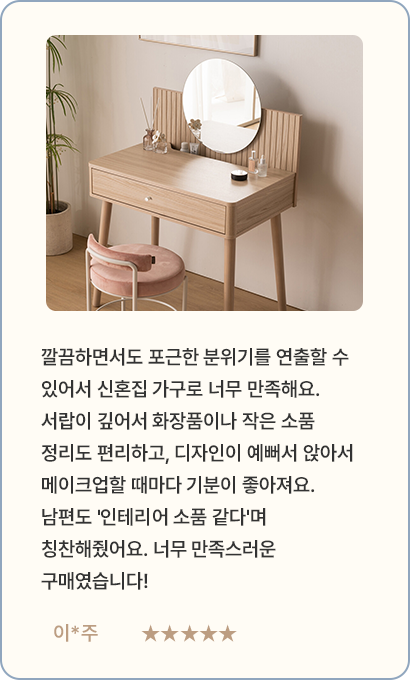 깔끔하면서도 포근한 분위기를 연출할 수
있어서 신혼집 가구로 너무 만족해요.
서랍이 깊어서 화장품이나 작은 소품
정리도 편리하고, 디자인이 예뻐서 앉아서
메이크업할 때마다 기분이 좋아져요.
남편도 '인테리어 소품 같다'며
칭찬해줬어요. 너무 만족스러운
구매였습니다!
이*주 ★★★★★